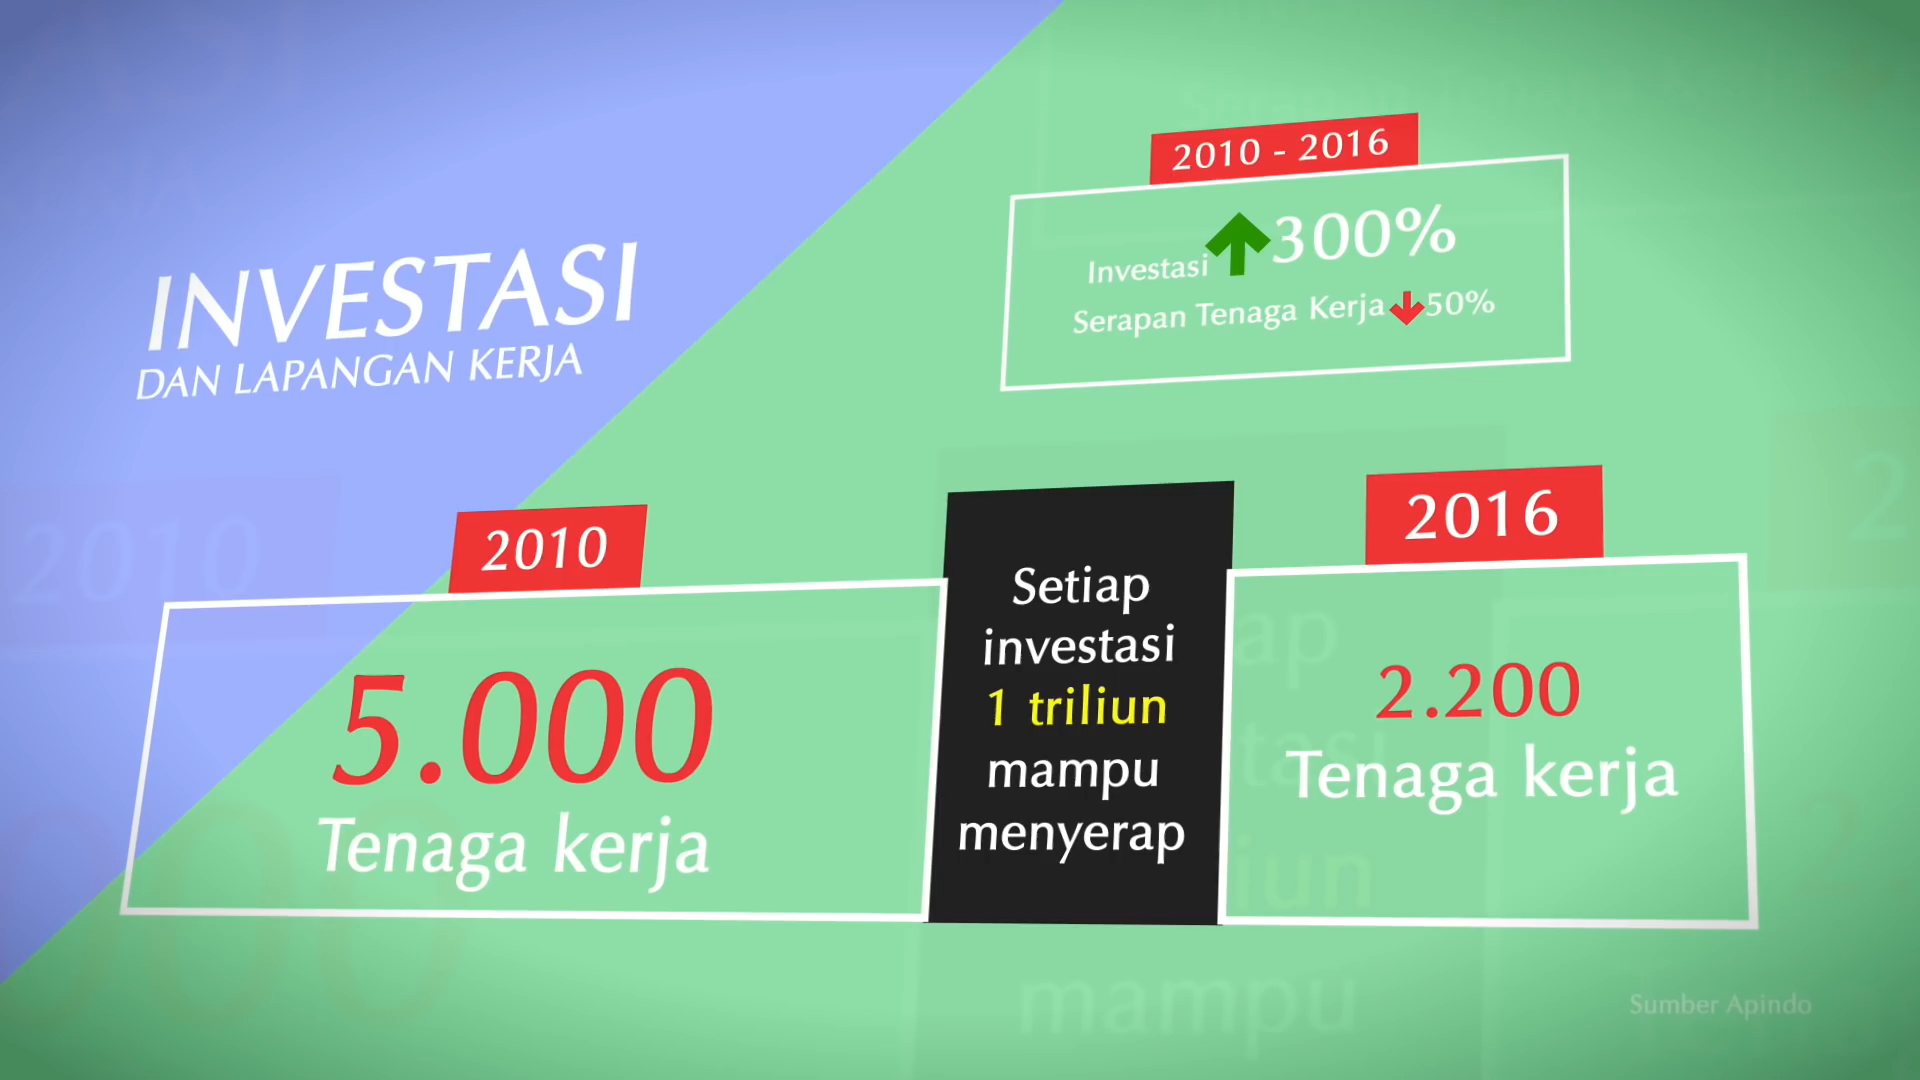 INVESTASI
DAN LAPANGAN KERJA
2010 - 2016
Investasi 300%
Serapan Tenaga Kerja 50%
2010
5.000
Tenaga kerja
Setiap
investasi
1 triliun
mampu
menyerap
2016
2.200
Tenaga kerja
Sumber Apindo